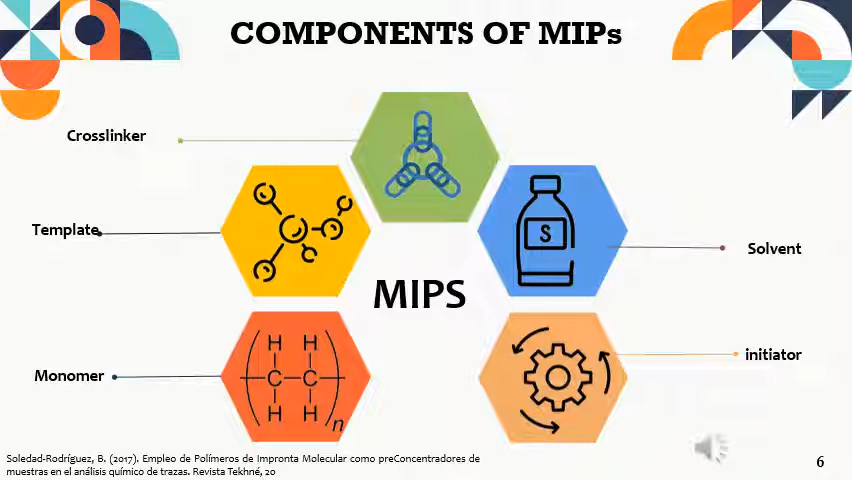 COMPONENTS OF MIPs
Crosslinker
Template
S
Solvent
MIPS
H H
C C
H H
n
Monomer
initiator
Soledad-Rodríguez, B. (2017). Empleo de Polímeros de Impronta Molecular como preConcentradores de
muestras en el análisis químico de trazas. Revista Tekhné, 20
6